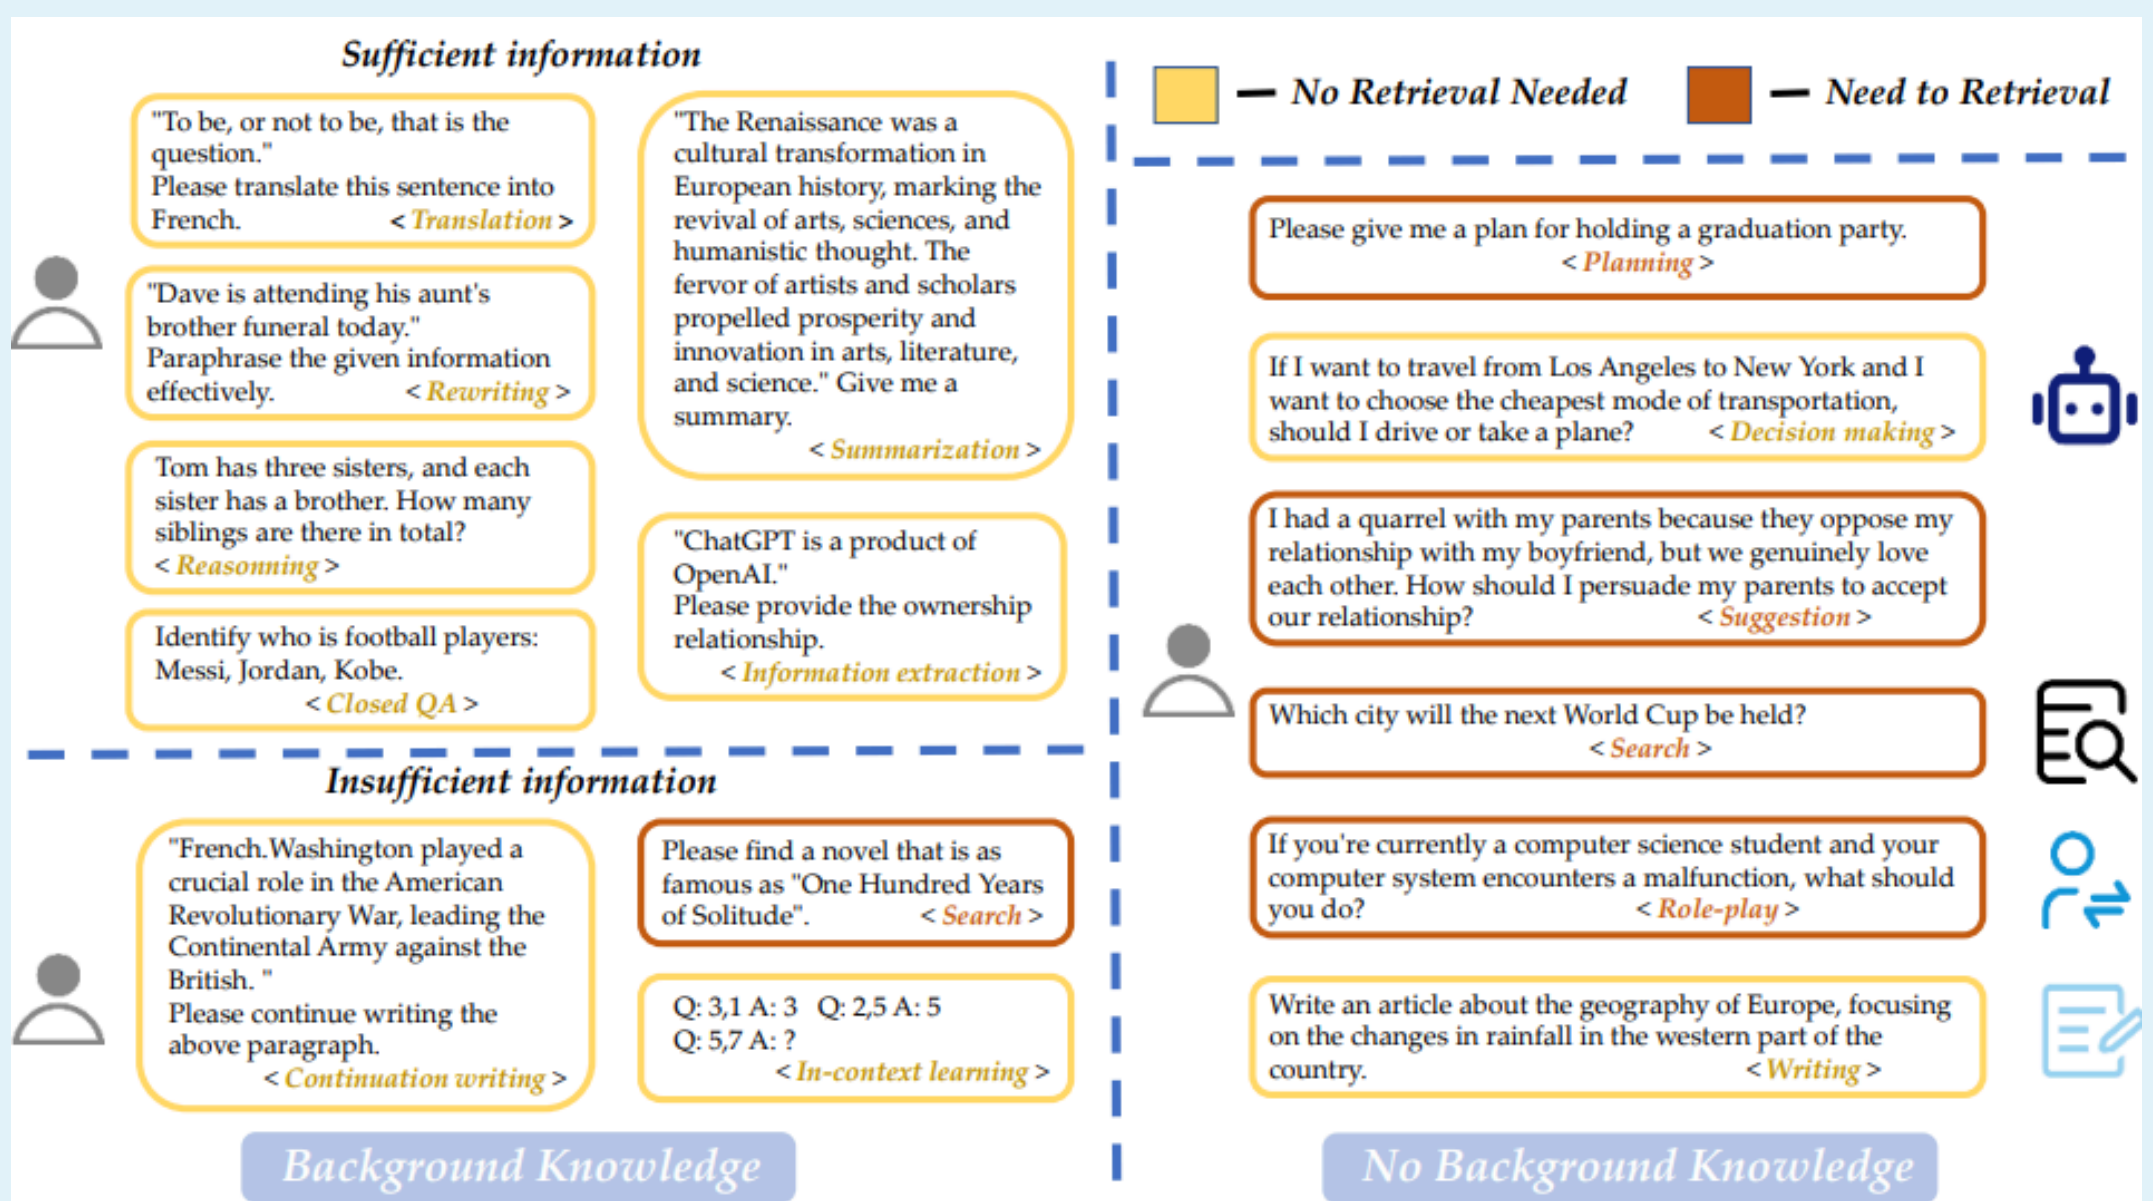 Sufficient information
"To be, or not to be, that is the
question."
Please translate this sentence into
French. < Translation >
"Dave is attending his aunt's
brother funeral today."
Paraphrase the given information
effectively. < Rewriting >
Tom has three sisters, and each
sister has a brother. How many
siblings are there in total?
< Reasonning >
Identify who is football players:
Messi, Jordan, Kobe.
< Closed QA >
"The Renaissance was a
cultural transformation in
European history, marking the
revival of arts, sciences, and
humanistic thought. The
fervor of artists and scholars
propelled prosperity and
innovation in arts, literature,
and science." Give me a
summary.
< Summarization >
"ChatGPT is a product of
OpenAI."
Please provide the ownership
relationship.
< Information extraction >
Insufficient information
"French.Washington played a
crucial role in the American
Revolutionary War, leading the
Continental Army against the
British. "
Please continue writing the
above paragraph.
< Continuation writing >
Please find a novel that is as
famous as "One Hundred Years
of Solitude". < Search >
Q: 3,1 A: 3 Q: 2,5 A: 5
Q: 5,7 A: ?
< In-context learning >
Background Knowledge
— No Retrieval Needed
— Need to Retrieval
Please give me a plan for holding a graduation party.
< Planning >
If I want to travel from Los Angeles to New York and I
want to choose the cheapest mode of transportation,
should I drive or take a plane? < Decision making >
I had a quarrel with my parents because they oppose my
relationship with my boyfriend, but we genuinely love
each other. How should I persuade my parents to accept
our relationship? < Suggestion >
Which city will the next World Cup be held?
< Search >
If you're currently a computer science student and your
computer system encounters a malfunction, what should
you do? < Role-play >
Write an article about the geography of Europe, focusing
on the changes in rainfall in the western part of the
country. < Writing >
No Background Knowledge